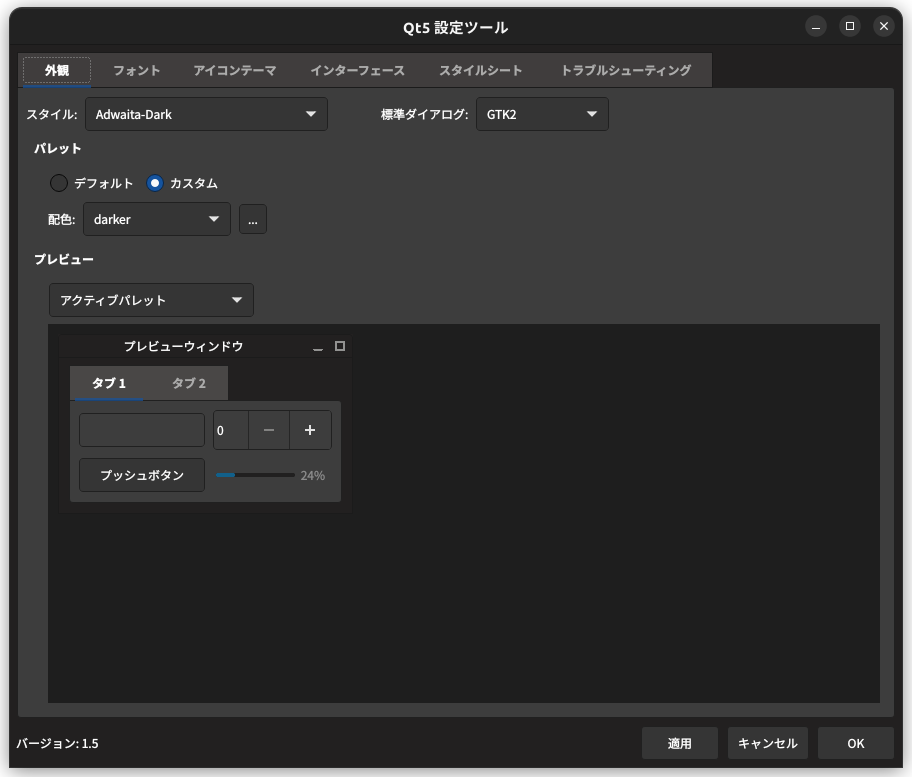 Qt5 設定ツール
外観 フォント アイコンテーマ インターフェース スタイルシート トラブルシューティング
スタイル: Adwaita-Dark 標準ダイアログ: GTK2
パレット
デフォルト カスタム
配色: darker ...
プレビュー
アクティブパレット
プレビューウィンドウ
タブ 1 タブ 2
0
プッシュボタン 24%
バージョン: 1.5 適用 キャンセル OK